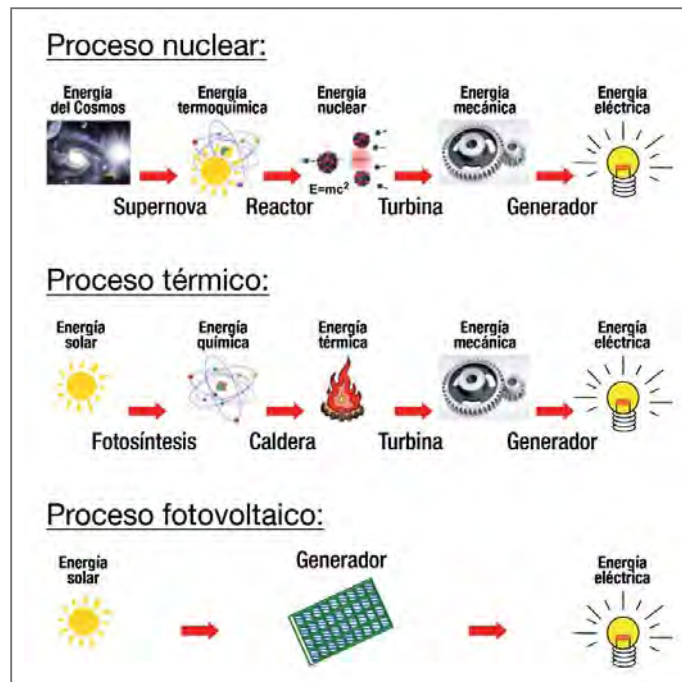 Proceso nuclear:
Energía del Cosmos
Energía termoquímica
Energía nuclear
Energía mecánica
Energía eléctrica
E=mc²
Supernova
Reactor
Turbina
Generador
Proceso térmico:
Energía solar
Energía química
Energía térmica
Energía mecánica
Energía eléctrica
Fotosíntesis
Caldera
Turbina
Generador
Proceso fotovoltaico:
Energía solar
Generador
Energía eléctrica